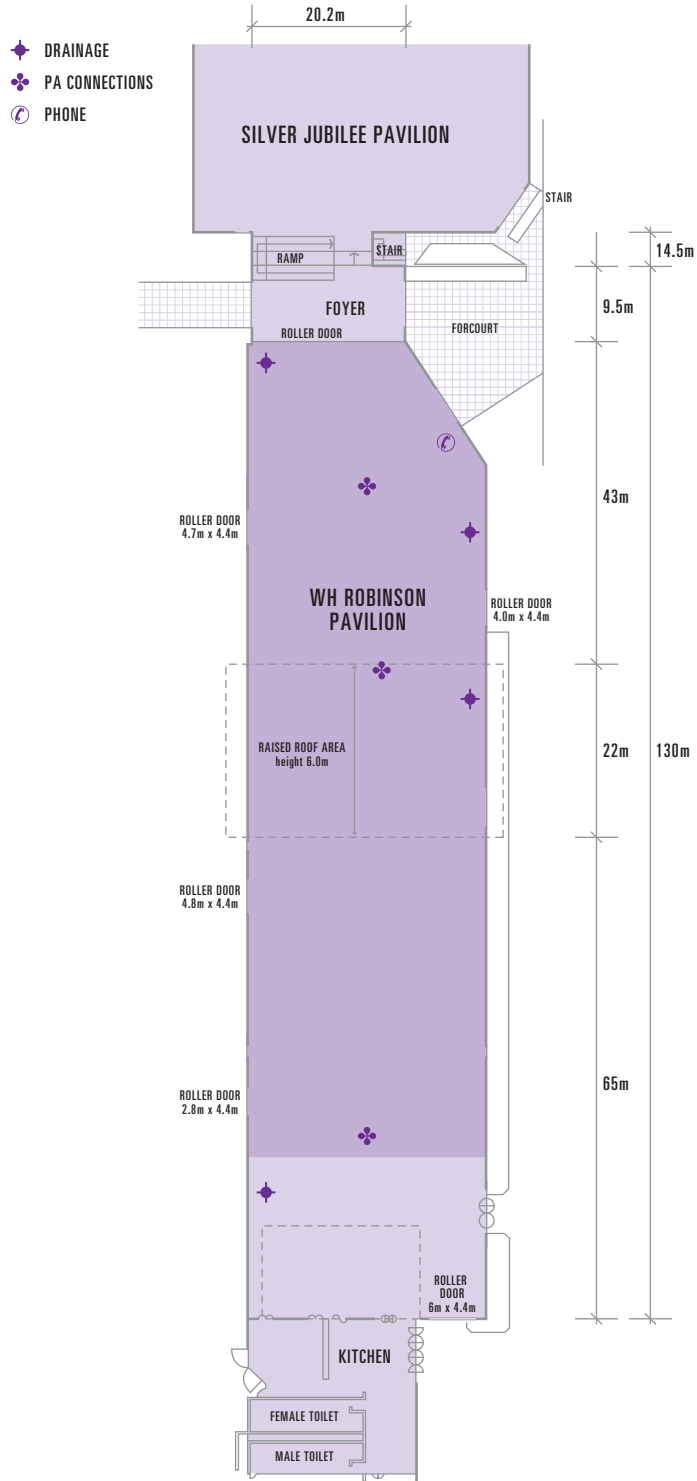 20.2m
DRAINAGE
PA CONNECTIONS
PHONE
SILVER JUBILEE PAVILION
STAIR
RAMP
STAIR
14.5m
FOYER
9.5m
ROLLER DOOR
FORCOURT
43m
ROLLER DOOR
4.7m x 4.4m
WH ROBINSON
PAVILION
ROLLER DOOR
4.0m x 4.4m
RAISED ROOF AREA
height 6.0m
22m
130m
ROLLER DOOR
4.8m x 4.4m
65m
ROLLER DOOR
2.8m x 4.4m
ROLLER
DOOR
6m x 4.4m
KITCHEN
FEMALE TOILET
MALE TOILET